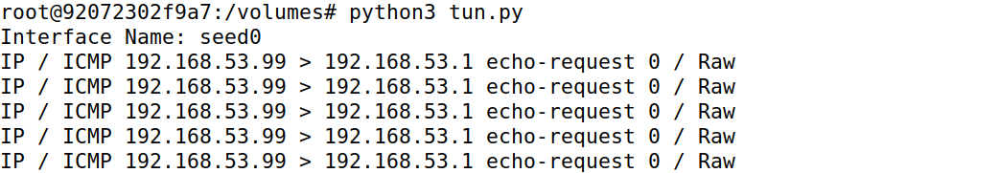 root@92072302f9a7:/volumes# python3 tun.py
Interface Name: seed0
IP / ICMP 192.168.53.99 > 192.168.53.1 echo-request 0 / Raw
IP / ICMP 192.168.53.99 > 192.168.53.1 echo-request 0 / Raw
IP / ICMP 192.168.53.99 > 192.168.53.1 echo-request 0 / Raw
IP / ICMP 192.168.53.99 > 192.168.53.1 echo-request 0 / Raw
IP / ICMP 192.168.53.99 > 192.168.53.1 echo-request 0 / Raw